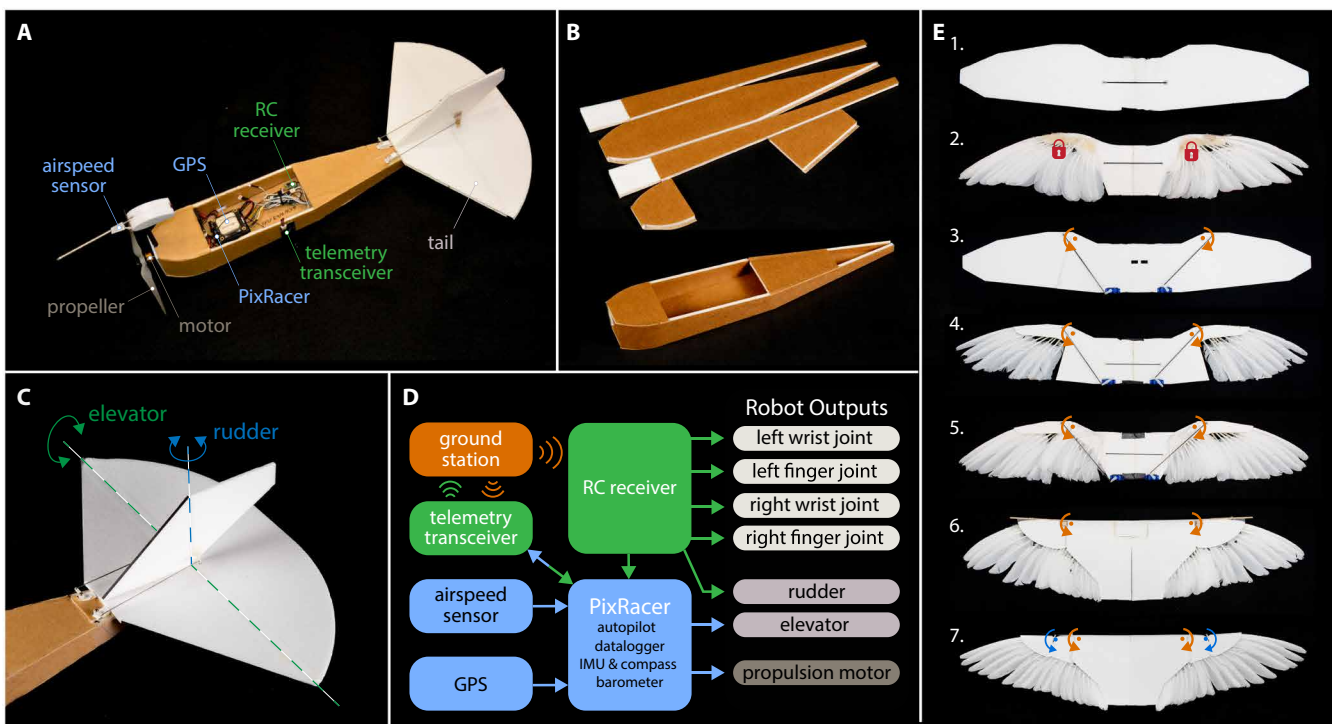 A
RC
receiver
GPS
airspeed
sensor
tail
telemetry
transceiver
PixRacer
propeller
motor
B
C
elevator
rudder
D
Robot Outputs
ground
station
RC receiver
left wrist joint
left finger joint
right wrist joint
right finger joint
telemetry
transceiver
rudder
airspeed
sensor
PixRacer
autopilot
datalogger
IMU & compass
barometer
elevator
GPS
propulsion motor
E
1.
2.
3.
4.
5.
6.
7.